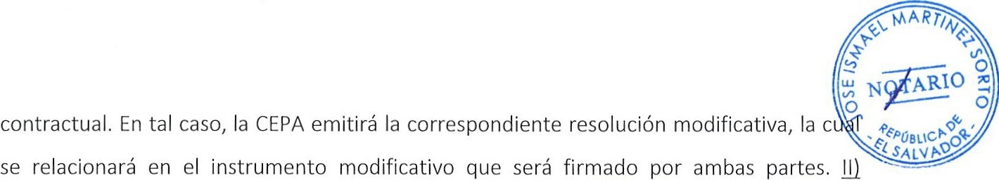 JOSE ISMAEL MARTINEZ SORTO
NOTARIO
REPÚBLICA DE
- EL SALVADOR -
contractual. En tal caso, la CEPA emitirá la correspondiente resolución modificativa, la cual
se relacionará en el instrumento modificativo que será firmado por ambas partes. II)